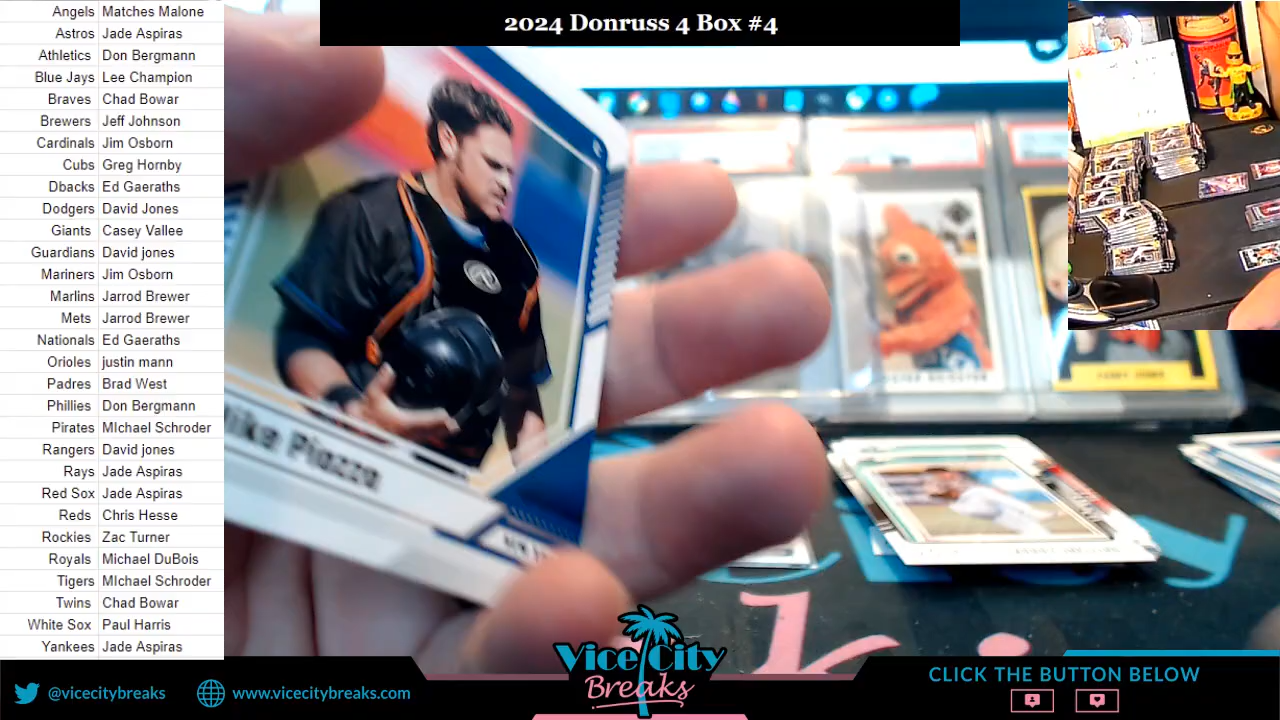 2024 Donruss 4 Box #4
Angels Matches Malone
Astros Jade Aspiras
Athletics Don Bergmann
Blue Jays Lee Champion
Braves Chad Bowar
Brewers Jeff Johnson
Cardinals Jim Osborn
Cubs Greg Hornby
Dbacks Ed Gaeraths
Dodgers David Jones
Giants Casey Vallee
Guardians David jones
Mariners Jim Osborn
Marlins Jarrod Brewer
Mets Jarrod Brewer
Nationals Ed Gaeraths
Orioles justin mann
Padres Brad West
Phillies Don Bergmann
Pirates MIchael Schroder
Rangers David jones
Rays Jade Aspiras
Red Sox Jade Aspiras
Reds Chris Hesse
Rockies Zac Turner
Royals Michael DuBois
Tigers MIchael Schroder
Twins Chad Bowar
White Sox Paul Harris
Yankees Jade Aspiras
Mike Piazza
@vicecitybreaks
www.vicecitybreaks.com
Vice City
Breaks
CLICK THE BUTTON BELOW